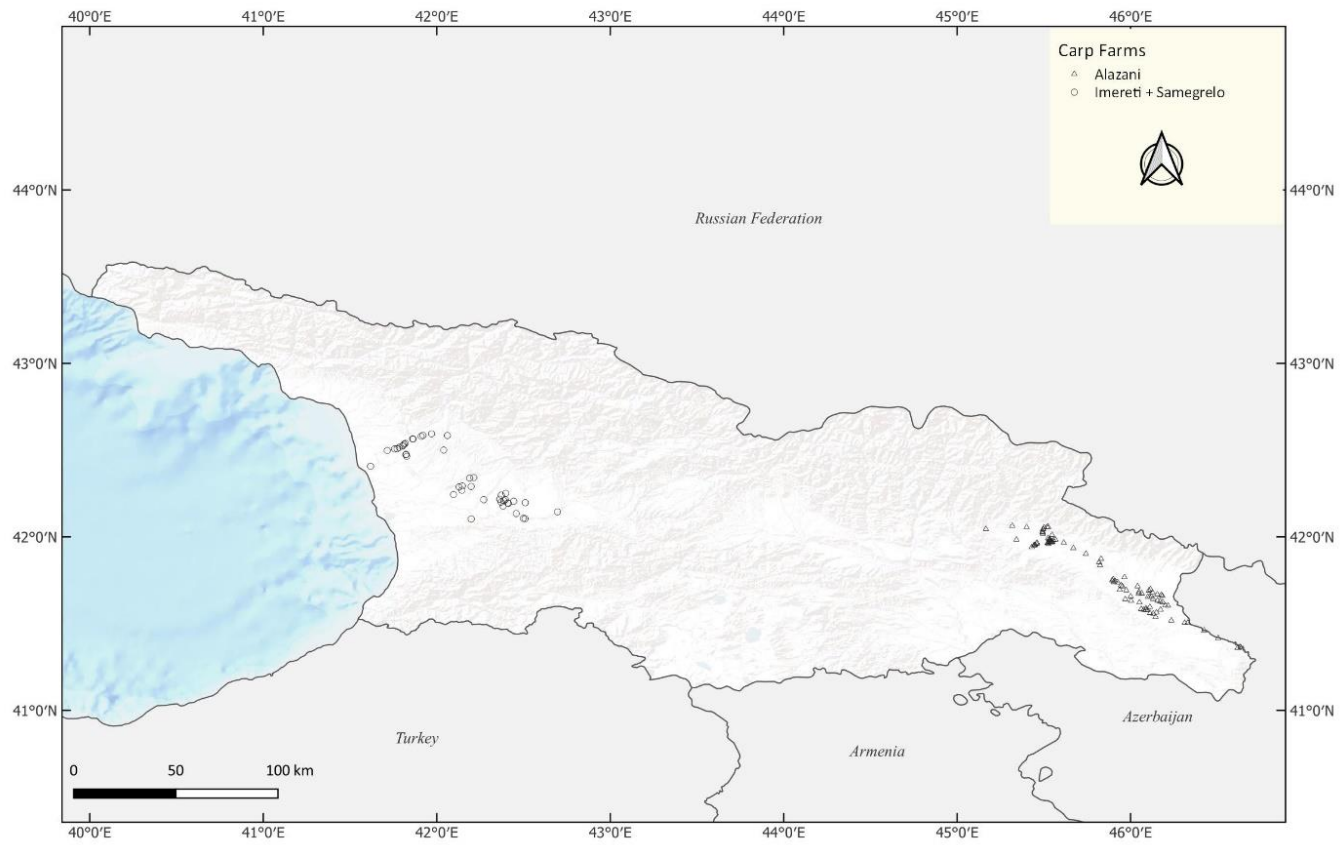 40°0′E 41°0′E 42°0′E 43°0′E 44°0′E 45°0′E 46°0′E
Carp Farms
Alazani
Imereti + Samegrelo
44°0′N 44°0′N
Russian Federation
43°0′N 43°0′N
42°0′N 42°0′N
41°0′N 41°0′N
Azerbaijan
Turkey
Armenia
0 50 100 km
40°0′E 41°0′E 42°0′E 43°0′E 44°0′E 45°0′E 46°0′E